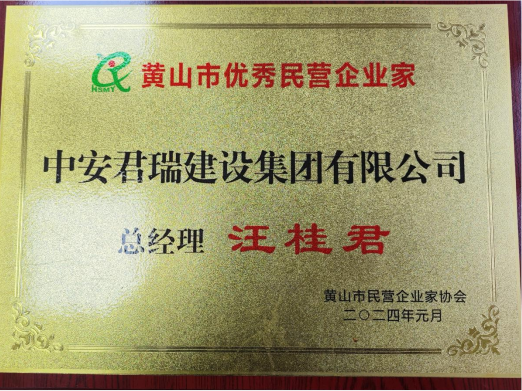 HSMY 黄山市优秀民营企业家
中安君瑞建设集团有限公司
总经理 汪桂君
黄山市民营企业家协会
二〇二四年元月